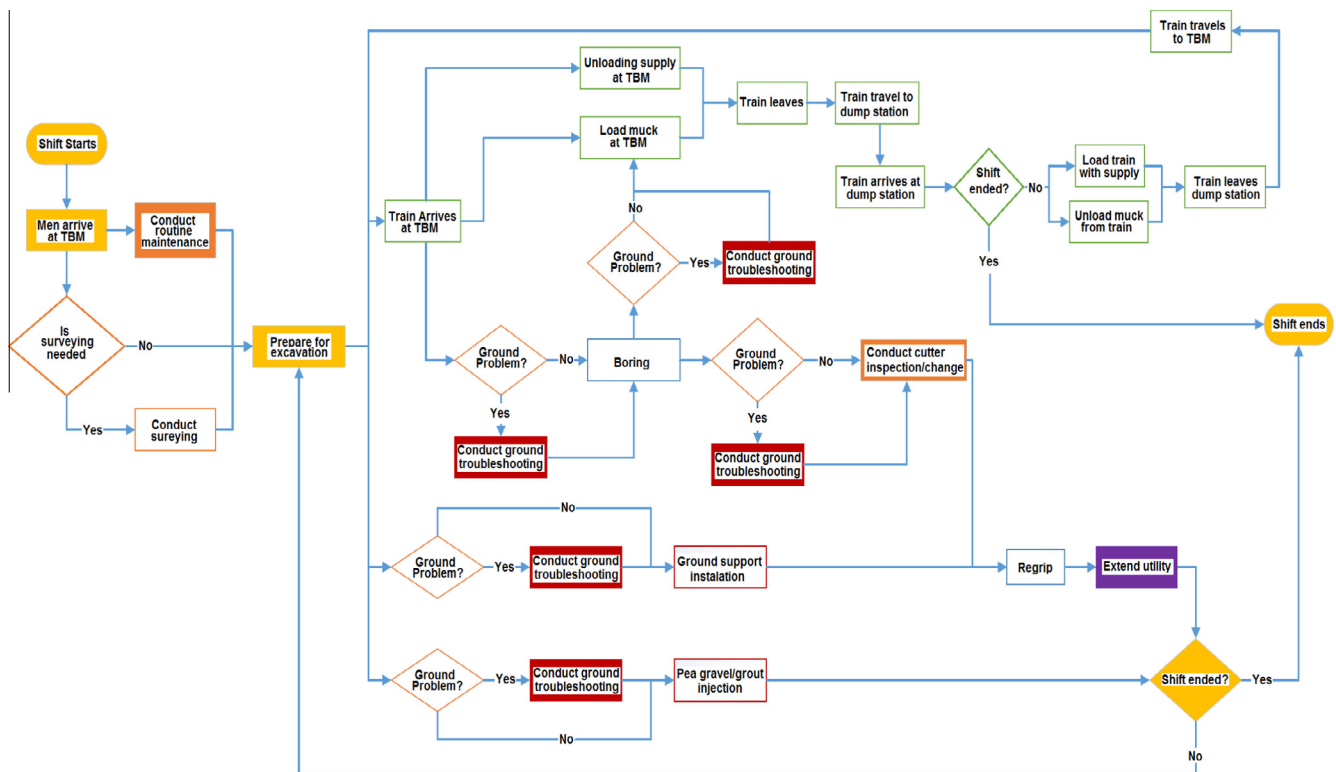 Train travels
to TBM
Unloading supply
at TBM
Train leaves
Train travel to
dump station
Shift Starts
Load muck
at TBM
Train arrives at
dump station
Shift
ended?
No
Load train
with supply
Unload muck
from train
Train leaves
dump station
Men arrive
at TBM
Conduct
routine
maintenance
Train Arrives
at TBM
No
Ground
Problem?
Yes
Conduct ground
troubleshooting
Yes
Is
surveying
needed
No
Prepare for
excavation
Ground
Problem?
No
Boring
Ground
Problem?
No
Conduct cutter
inspection/change
Shift ends
Yes
Conduct
sureying
Yes
Conduct ground
troubleshooting
Yes
Conduct ground
troubleshooting
No
Ground
Problem?
Yes
Conduct ground
troubleshooting
Ground support
instalation
Regrip
Extend utility
Ground
Problem?
Yes
Conduct ground
troubleshooting
Pea gravel/grout
injection
Shift ended?
Yes
No
No